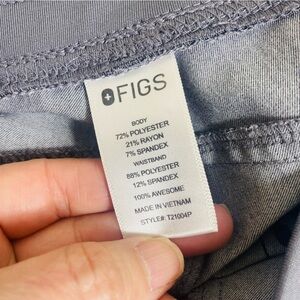 FIGS
BODY
72% POLYESTER
21% RAYON
7% SPANDEX
WAISTBAND
88% POLYESTER
12% SPANDEX
100% AWESOME
MADE IN VIETNAM
STYLE#: T21004P